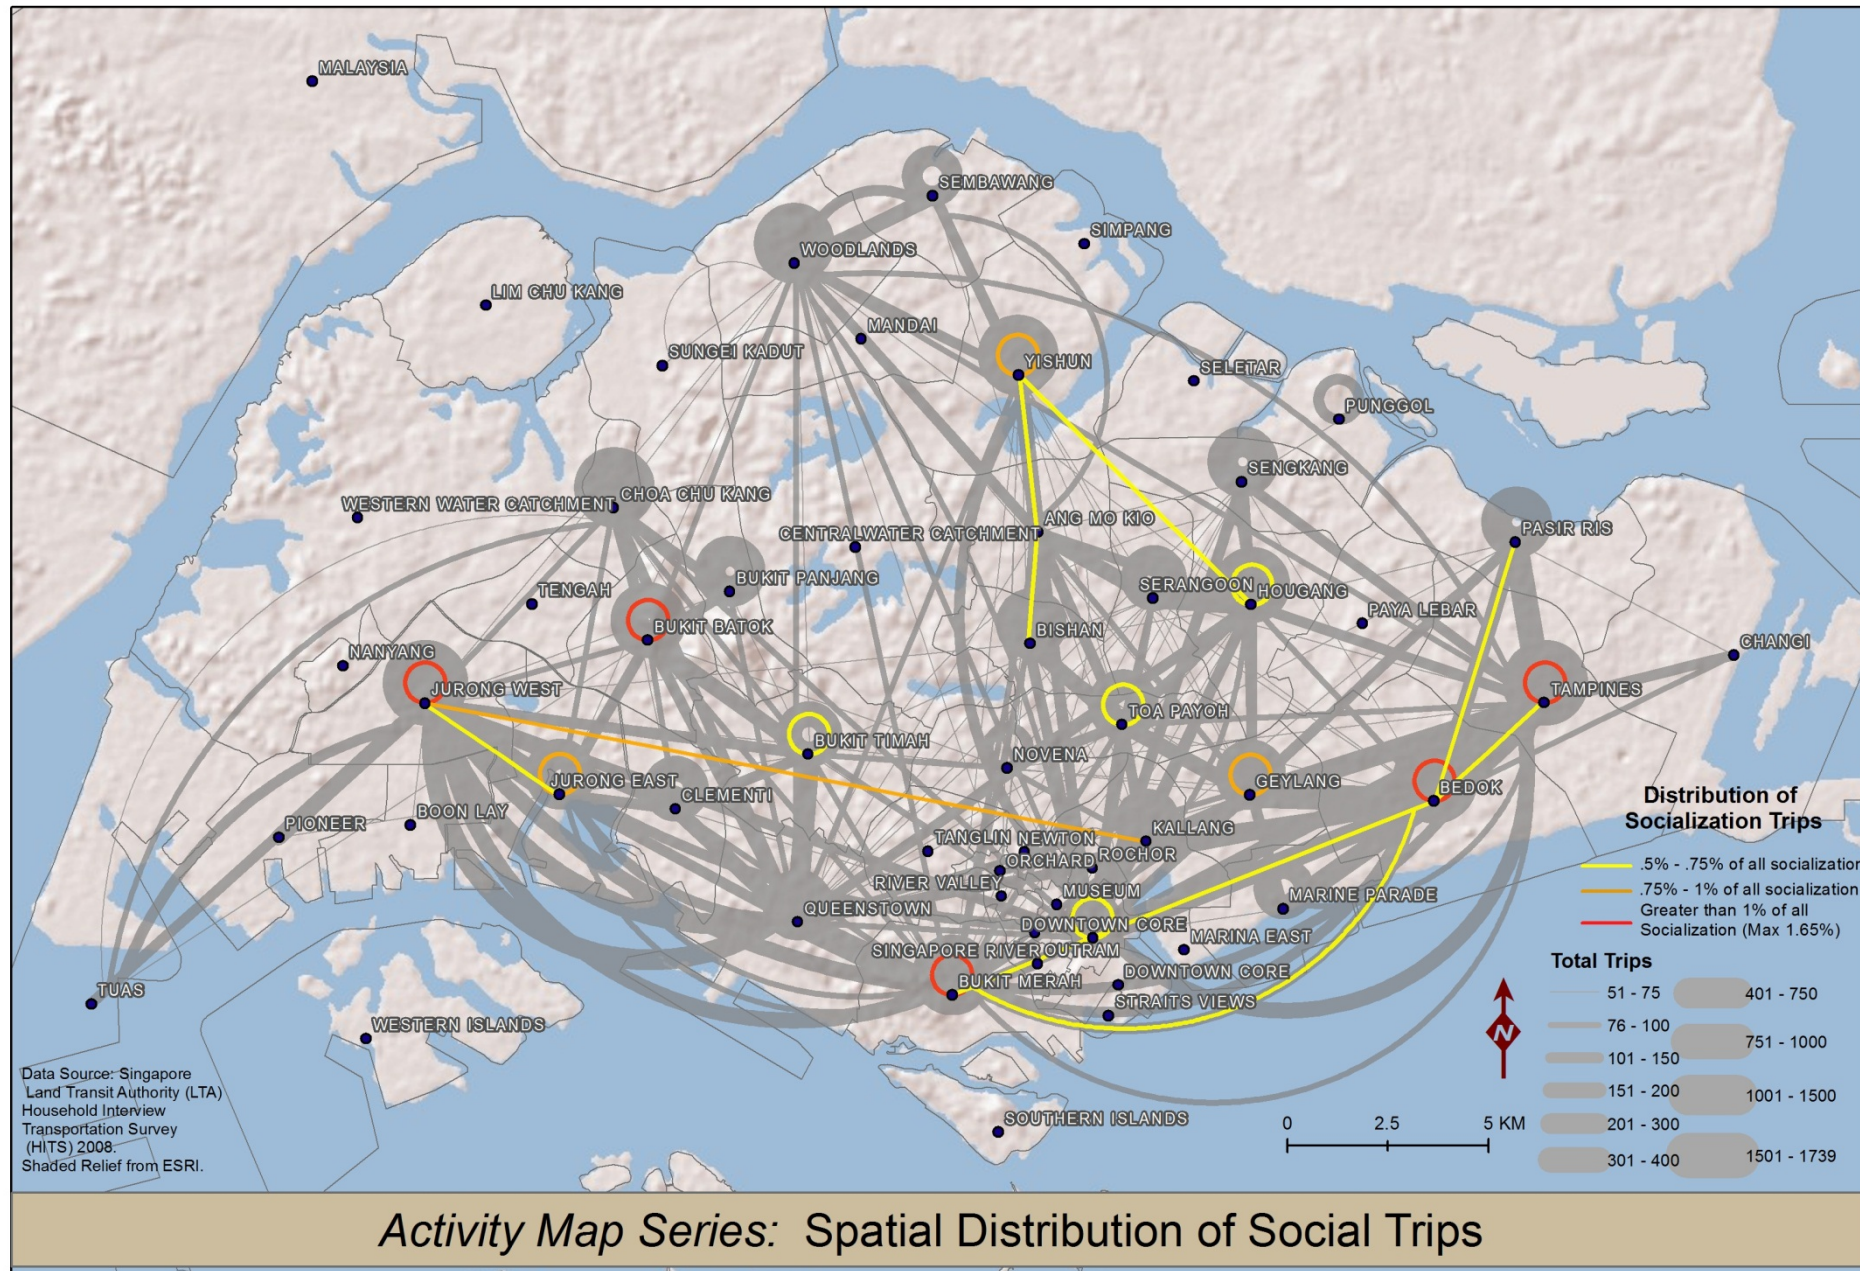 MALAYSIA
SEMBAWANG
SIMPANG
WOODLANDS
LIM CHU KANG
MANDAI
SUNGEI KADUT
YISHUN
SELETAR
PUNGGOL
SENGKANG
CHOA CHU KANG
WESTERN WATER CATCHMENT
ANG MO KIO
CENTRALWATER CATCHMENT
PASIR RIS
BUKIT PANJANG
TENGAH
SERANGOON
HOUGANG
PAYA LEBAR
BUKIT BATOK
BISHAN
CHANGI
NANYANG
JURONG WEST
TAMPINES
TOA PAYOH
BUKIT TIMAH
NOVENA
JURONG EAST
GEYLANG
BEDOK
CLEMENTI
BOON LAY
PIONEER
KALLANG
TANGLIN
NEWTON
ORCHARD
ROCHOR
RIVER VALLEY
MUSEUM
MARINE PARADE
QUEENSTOWN
DOWNTOWN CORE
MARINA EAST
SINGAPORE RIVER
OUTRAM
BUKIT MERAH
DOWNTOWN CORE
STRAITS VIEWS
TUAS
WESTERN ISLANDS
SOUTHERN ISLANDS
Distribution of
Socialization Trips
.5% - .75% of all socialization
.75% - 1% of all socialization
Greater than 1% of all
Socialization (Max 1.65%)
Total Trips
51 - 75
76 - 100
101 - 150
151 - 200
201 - 300
301 - 400
401 - 750
751 - 1000
1001 - 1500
1501 - 1739
N
0 2.5 5 KM
Data Source: Singapore
Land Transit Authority (LTA)
Household Interview
Transportation Survey
(HITS) 2008.
Shaded Relief from ESRI.
Activity Map Series: Spatial Distribution of Social Trips